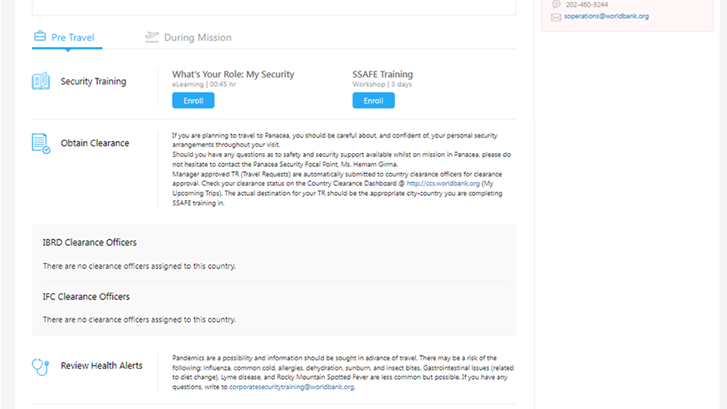 202-460-9244
soperations@worldbank.org
Pre Travel
During Mission
Security Training
What's Your Role: My Security
eLearning | 00:45 hr
Enroll
SSAFE Training
Workshop | 3 days
Enroll
Obtain Clearance
If you are planning to travel to Panacea, you should be careful about, and confident of, your personal security
arrangements throughout your visit.
Should you have any questions as to safety and security support available whilst on mission in Panacea, please do
not hesitate to contact the Panacea Security Focal Point, Ms. Hemam Girma.
Manager approved TR (Travel Requests) are automatically submitted to country clearance officers for clearance
approval. Check your clearance status on the Country Clearance Dashboard @ http://ccs.worldbank.org (My
Upcoming Trips). The actual destination for your TR should be the appropriate city-country you are completing
SSAFE training in.
IBRD Clearance Officers
There are no clearance officers assigned to this country.
IFC Clearance Officers
There are no clearance officers assigned to this country.
Review Health Alerts
Pandemics are a possibility and information should be sought in advance of travel. There may be a risk of the
following: influenza, common cold, allergies, dehydration, sunburn, and insect bites. Gastrointestinal issues (related
to diet change), Lyme disease, and Rocky Mountain Spotted Fever are less common but possible. If you have any
questions, write to corporatesecuritytraining@worldbank.org.